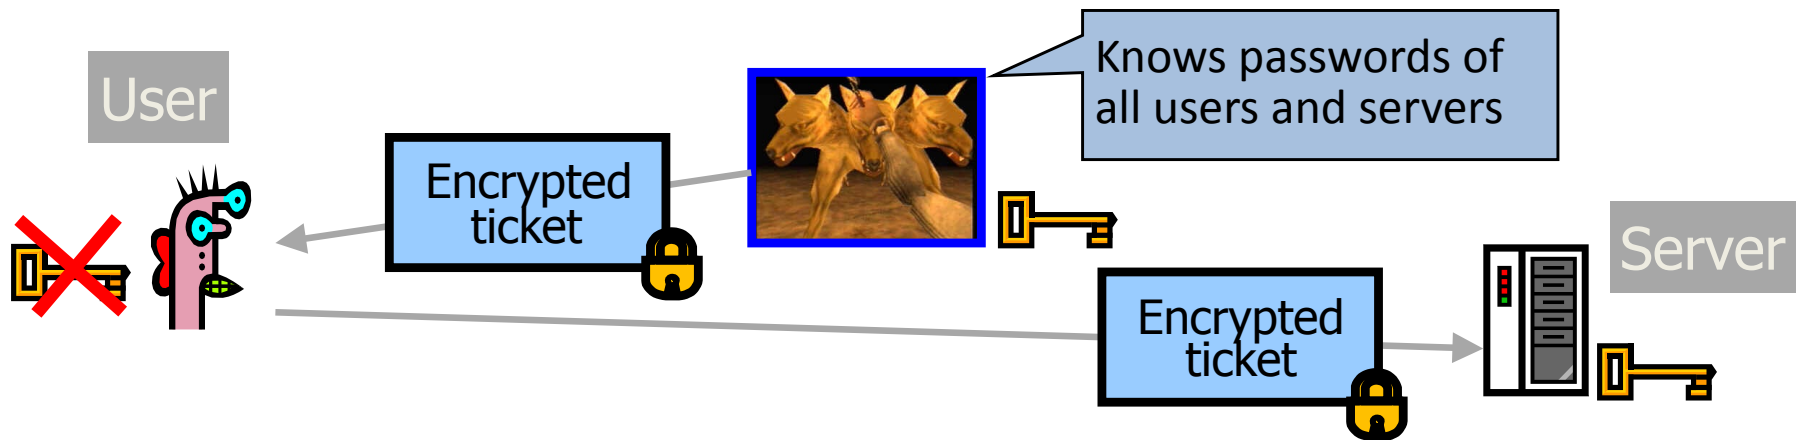 User
Encrypted
ticket
Knows passwords of
all users and servers
Encrypted
ticket
Server